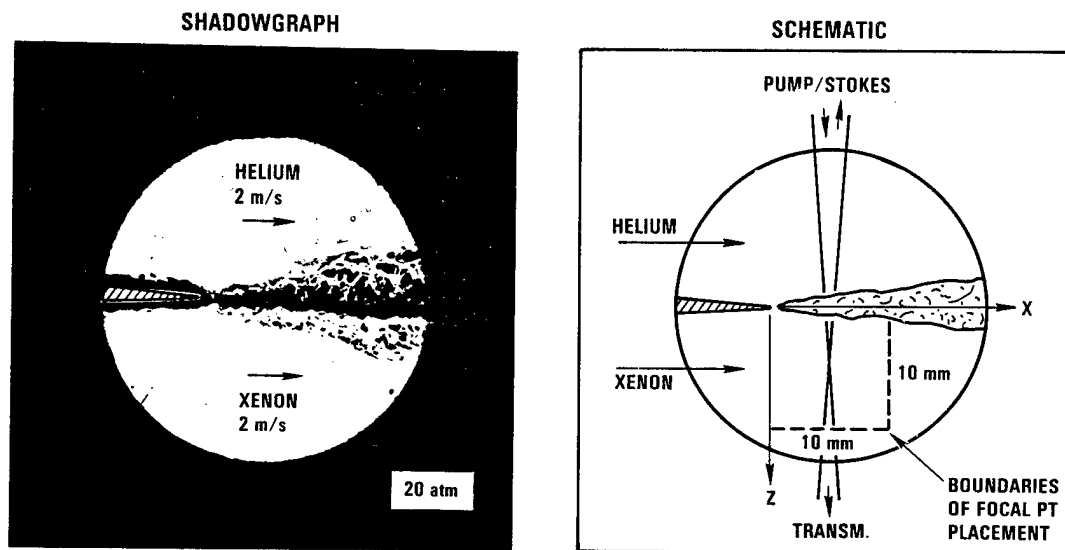 SHADOWGRAPH
HELIUM
2 m/s
XENON
2 m/s
20 atm
SCHEMATIC
PUMP/STOKES
HELIUM
X
XENON
10 mm
10 mm
Z
BOUNDARIES
OF FOCAL PT
PLACEMENT
TRANSM.